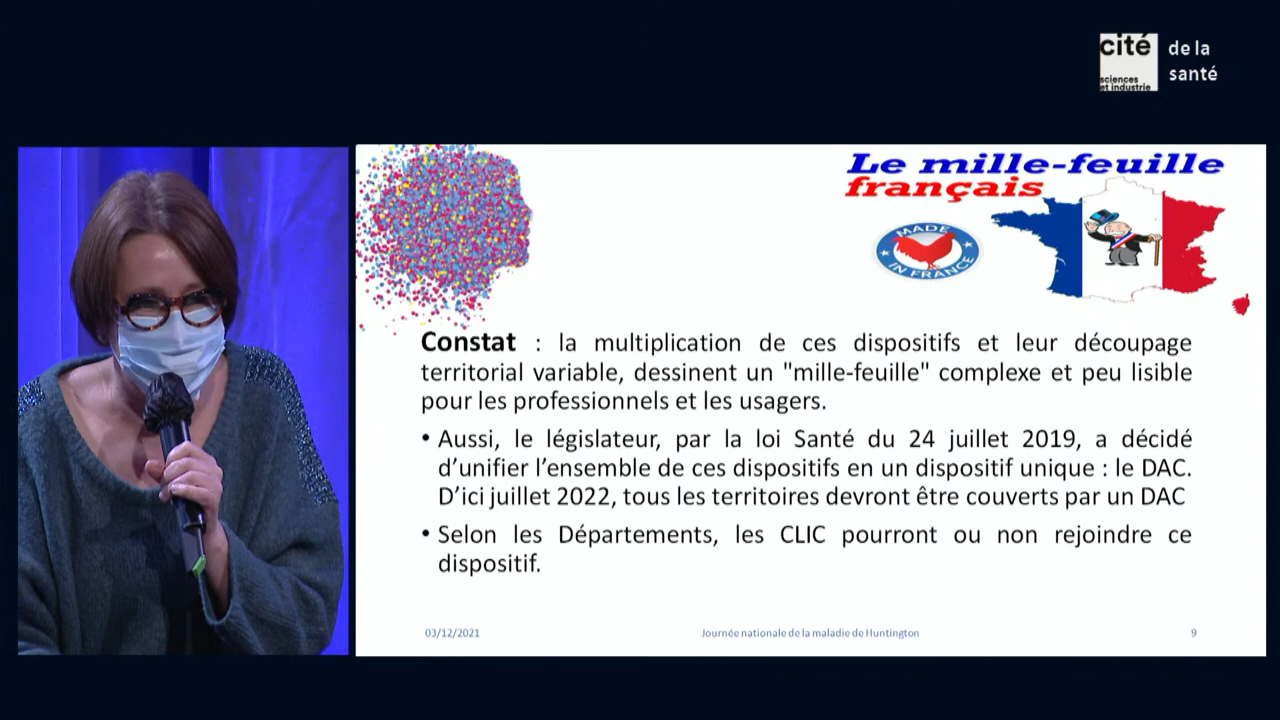 cité
sciences
et industrie
de la
santé
Le mille-feuille
français
MADE
IN FRANCE
Constat : la multiplication de ces dispositifs et leur découpage
territorial variable, dessinent un "mille-feuille" complexe et peu lisible
pour les professionnels et les usagers.
• Aussi, le législateur, par la loi Santé du 24 juillet 2019, a décidé
d’unifier l’ensemble de ces dispositifs en un dispositif unique : le DAC.
D’ici juillet 2022, tous les territoires devront être couverts par un DAC
• Selon les Départements, les CLIC pourront ou non rejoindre ce
dispositif.
03/12/2021
Journée nationale de la maladie de Huntington
9